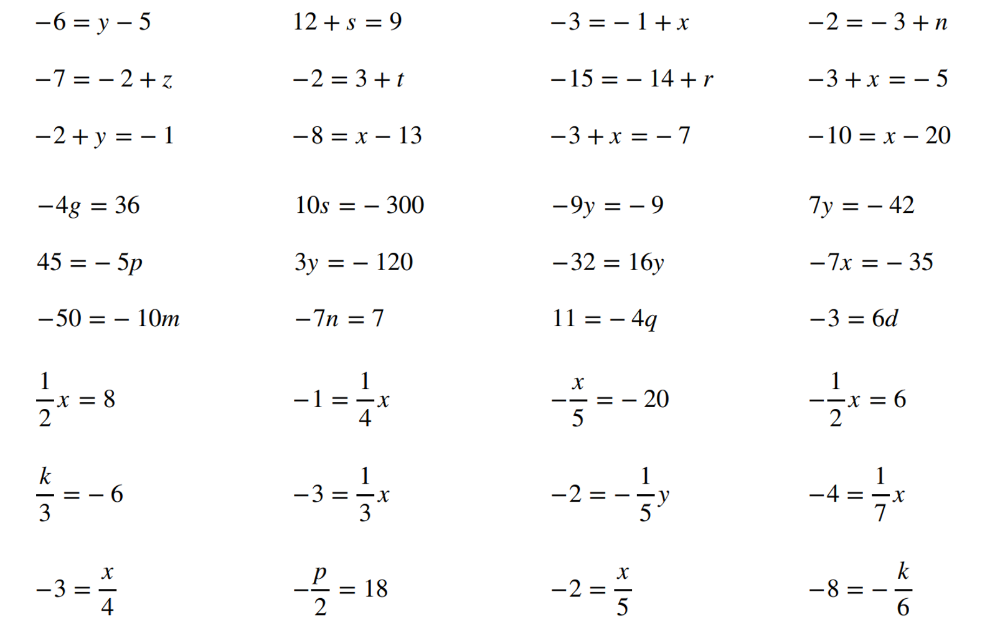 −6 = y − 5 12 + s = 9 −3 = − 1 + x −2 = − 3 + n
−7 = − 2 + z −2 = 3 + t −15 = − 14 + r −3 + x = − 5
−2 + y = − 1 −8 = x − 13 −3 + x = − 7 −10 = x − 20
−4g = 36 10s = − 300 −9y = − 9 7y = − 42
45 = − 5p 3y = − 120 −32 = 16y −7x = − 35
−50 = − 10m −7n = 7 11 = − 4q −3 = 6d
1/2 x = 8 −1 = 1/4 x −x/5 = − 20 −1/2 x = 6
k/3 = − 6 −3 = 1/3 x −2 = −1/5 y −4 = 1/7 x
−3 = x/4 −p/2 = 18 −2 = x/5 −8 = −k/6